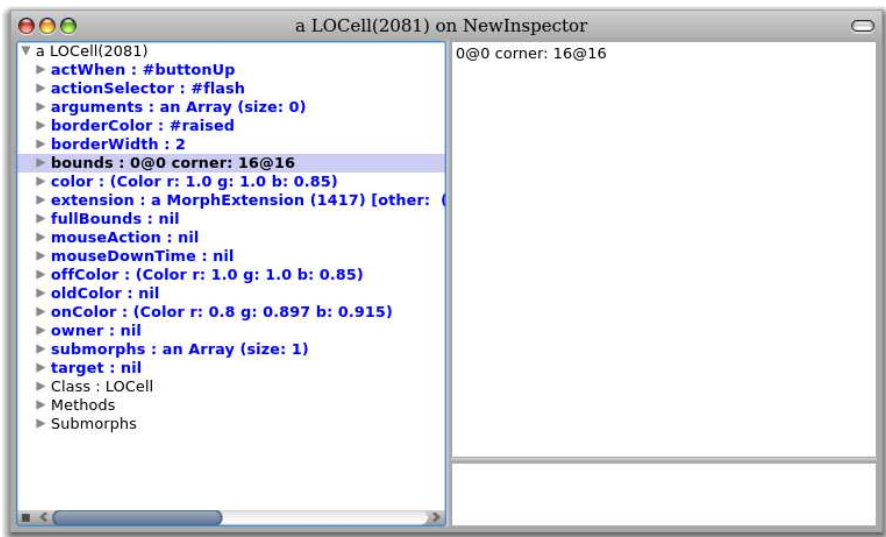 a LOCell(2081) on NewInspector
a LOCell(2081)
actWhen : #buttonUp
actionSelector : #flash
arguments : an Array (size: 0)
borderColor : #raised
borderWidth : 2
bounds : 0@0 corner: 16@16
color : (Color r: 1.0 g: 1.0 b: 0.85)
extension : a MorphExtension (1417) [other: (
fullBounds : nil
mouseAction : nil
mouseDownTime : nil
offColor : (Color r: 1.0 g: 1.0 b: 0.85)
oldColor : nil
onColor : (Color r: 0.8 g: 0.897 b: 0.915)
owner : nil
submorphs : an Array (size: 1)
target : nil
Class : LOCell
Methods
Submorphs
0@0 corner: 16@16